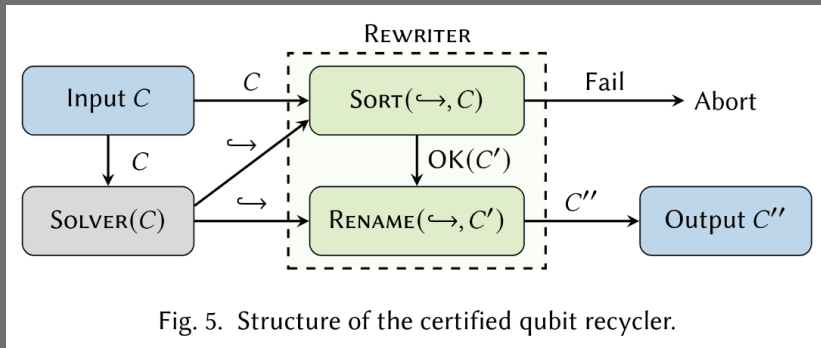 REWRITER
Input C
C
SORT(↪, C)
Fail
Abort
C
↪
OK(C′)
SOLVER(C)
↪
RENAME(↪, C′)
C′′
Output C′′
Fig. 5. Structure of the certified qubit recycler.